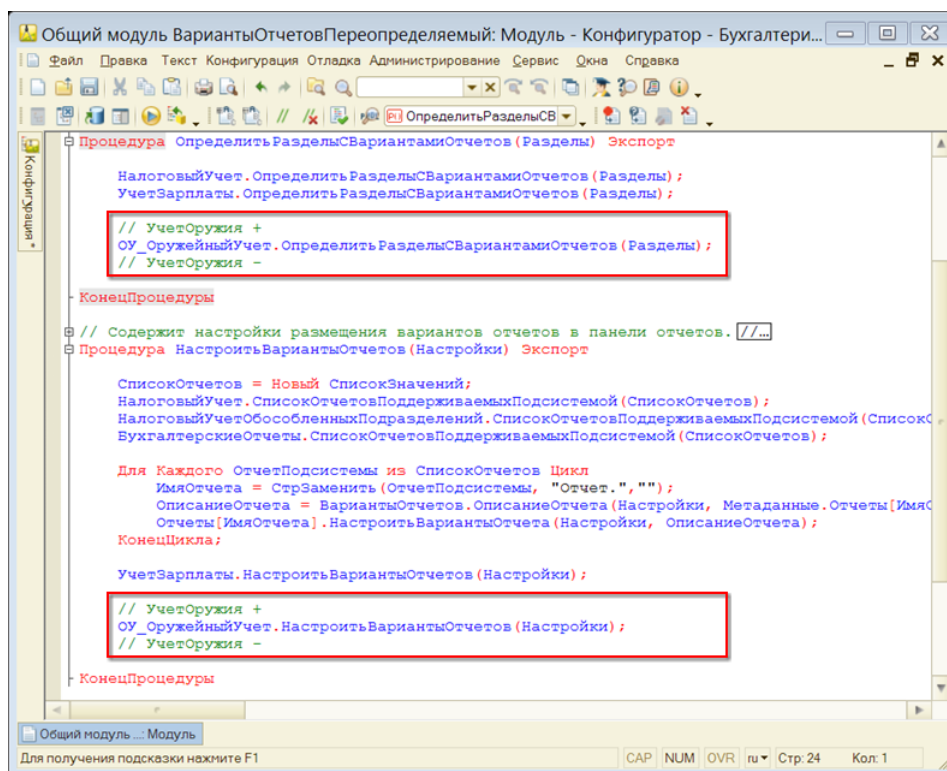 Общий модуль ВариантыОтчетовПереопределяемый: Модуль - Конфигуратор - Бухгалтери...
Файл Правка Текст Конфигурация Отладка Администрирование Сервис Окна Справка
ОпределитьРазделыСВ
Конфигурация *
Процедура ОпределитьРазделыСВариантамиОтчетов(Разделы) Экспорт
НалоговыйУчет.ОпределитьРазделыСВариантамиОтчетов(Разделы);
УчетЗарплаты.ОпределитьРазделыСВариантамиОтчетов(Разделы);
// УчетОружия +
ОУ_ОружейныйУчет.ОпределитьРазделыСВариантамиОтчетов(Разделы);
// УчетОружия -
КонецПроцедуры
// Содержит настройки размещения вариантов отчетов в панели отчетов. //...
Процедура НастроитьВариантыОтчетов(Настройки) Экспорт
СписокОтчетов = Новый СписокЗначений;
НалоговыйУчет.СписокОтчетовПоддерживаемыхПодсистемой(СписокОтчетов);
НалоговыйУчетОбособленныхПодразделений.СписокОтчетовПоддерживаемыхПодсистемой(СписокО
БухгалтерскиеОтчеты.СписокОтчетовПоддерживаемыхПодсистемой(СписокОтчетов);
Для Каждого ОтчетПодсистемы из СписокОтчетов Цикл
ИмяОтчета = СтрЗаменить(ОтчетПодсистемы, "Отчет.","");
ОписаниеОтчета = ВариантыОтчетов.ОписаниеОтчета(Настройки, Метаданные.Отчеты[ИмяО
Отчеты[ИмяОтчета].НастроитьВариантыОтчета(Настройки, ОписаниеОтчета);
КонецЦикла;
УчетЗарплаты.НастроитьВариантыОтчетов(Настройки);
// УчетОружия +
ОУ_ОружейныйУчет.НастроитьВариантыОтчетов(Настройки);
// УчетОружия -
КонецПроцедуры
Общий модуль ...: Модуль
Для получения подсказки нажмите F1 CAP NUM OVR ru Стр: 24 Кол: 1